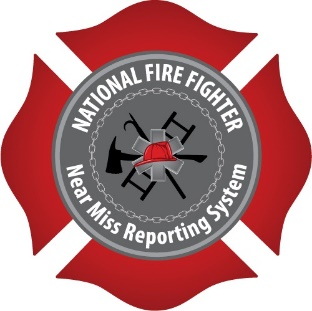 NATIONAL FIRE FIGHTER
Near Miss Reporting System